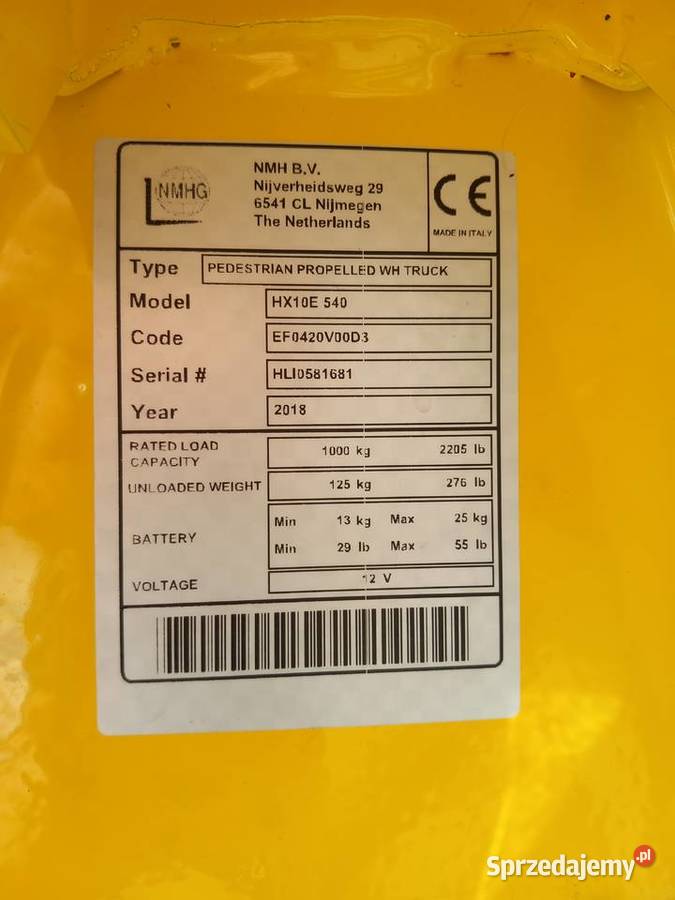 NMHG
NMH B.V.
Nijverheidsweg 29
6541 CL Nijmegen
The Netherlands
CE
MADE IN ITALY
Type PEDESTRIAN PROPELLED WH TRUCK
Model HX10E 540
Code EF0420V00D3
Serial # HLI0581681
Year 2018
RATED LOAD CAPACITY 1000 kg 2205 lb
UNLOADED WEIGHT 125 kg 276 lb
BATTERY
Min 13 kg Max 25 kg
Min 29 lb Max 55 lb
VOLTAGE 12 V
Sprzedajemy.pl